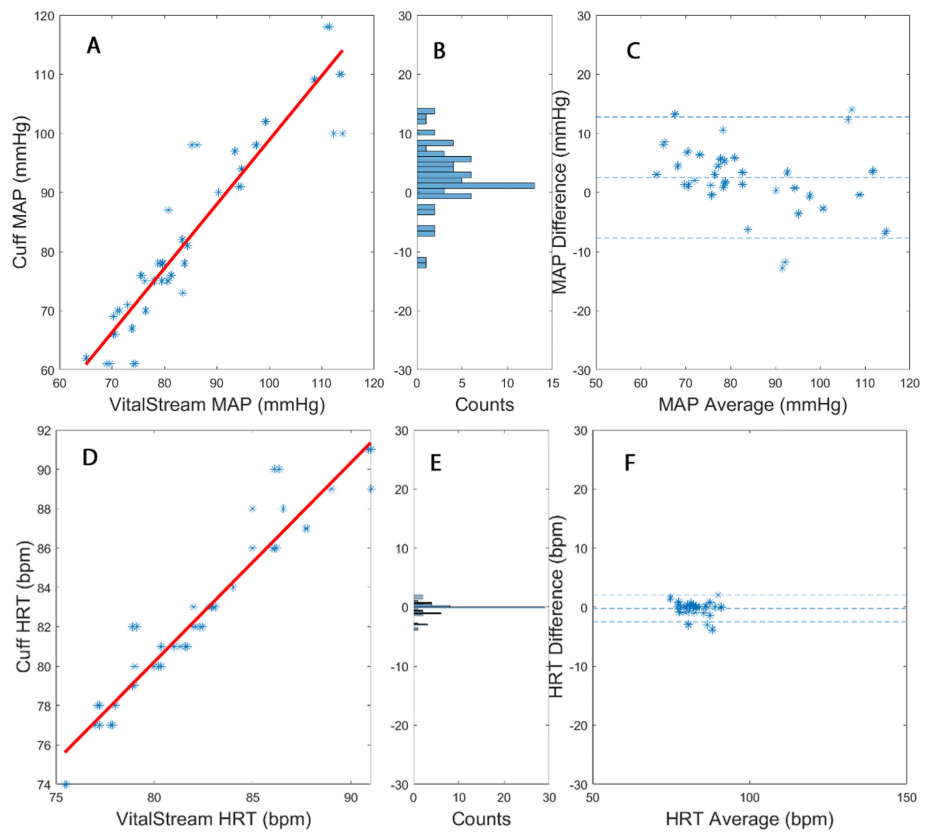 A
B
C
Cuff MAP (mmHg)
120
110
100
90
80
70
60
60 70 80 90 100 110 120
VitalStream MAP (mmHg)
30
20
10
0
-10
-20
-30
0 5 10 15
Counts
MAP Difference (mmHg)
30
20
10
0
-10
-20
-30
50 60 70 80 90 100 110 120
MAP Average (mmHg)
D
E
F
Cuff HRT (bpm)
92
90
88
86
84
82
80
78
76
74
75 80 85 90
VitalStream HRT (bpm)
30
20
10
0
-10
-20
-30
0 10 20 30
Counts
HRT Difference (bpm)
30
20
10
0
-10
-20
-30
50 100 150
HRT Average (bpm)